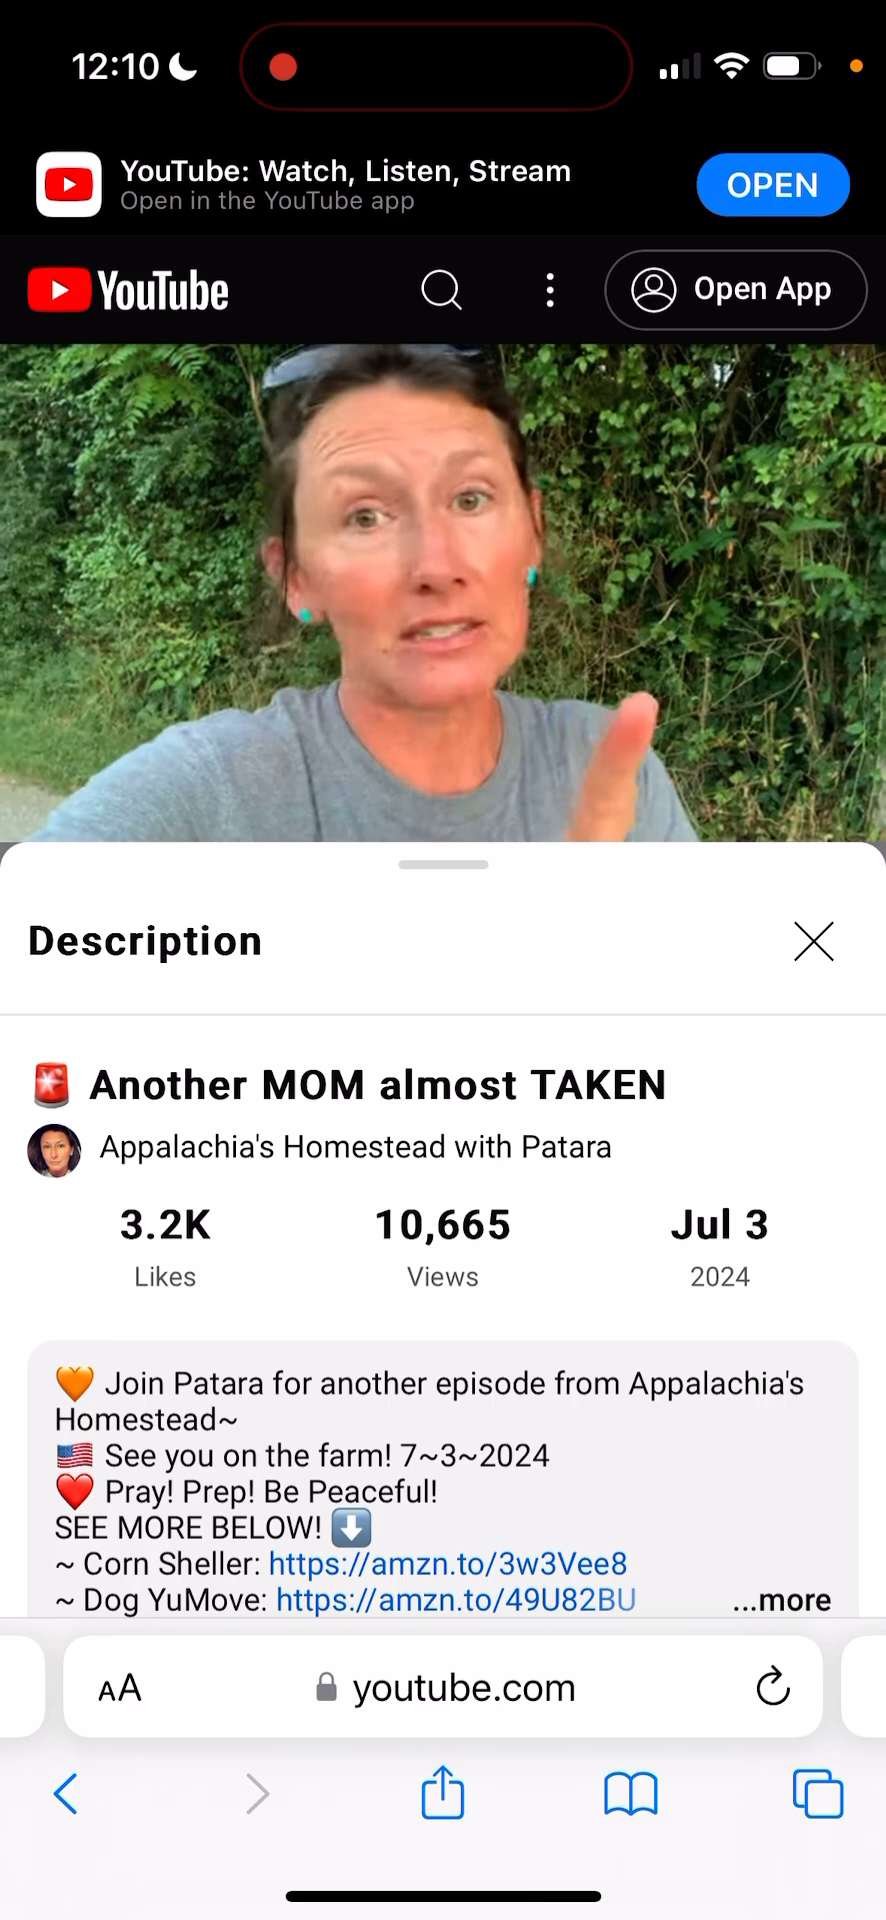 12:10
YouTube: Watch, Listen, Stream
Open in the YouTube app
OPEN
YouTube
Open App
Description
🚨 Another MOM almost TAKEN
Appalachia's Homestead with Patara
3.2K
Likes
10,665
Views
Jul 3
2024
🧡 Join Patara for another episode from Appalachia's
Homestead~
🇺🇸 See you on the farm! 7~3~2024
❤️ Pray! Prep! Be Peaceful!
SEE MORE BELOW! ⬇️
~ Corn Sheller: https://amzn.to/3w3Vee8
~ Dog YuMove: https://amzn.to/49U82BU ...more
AA youtube.com